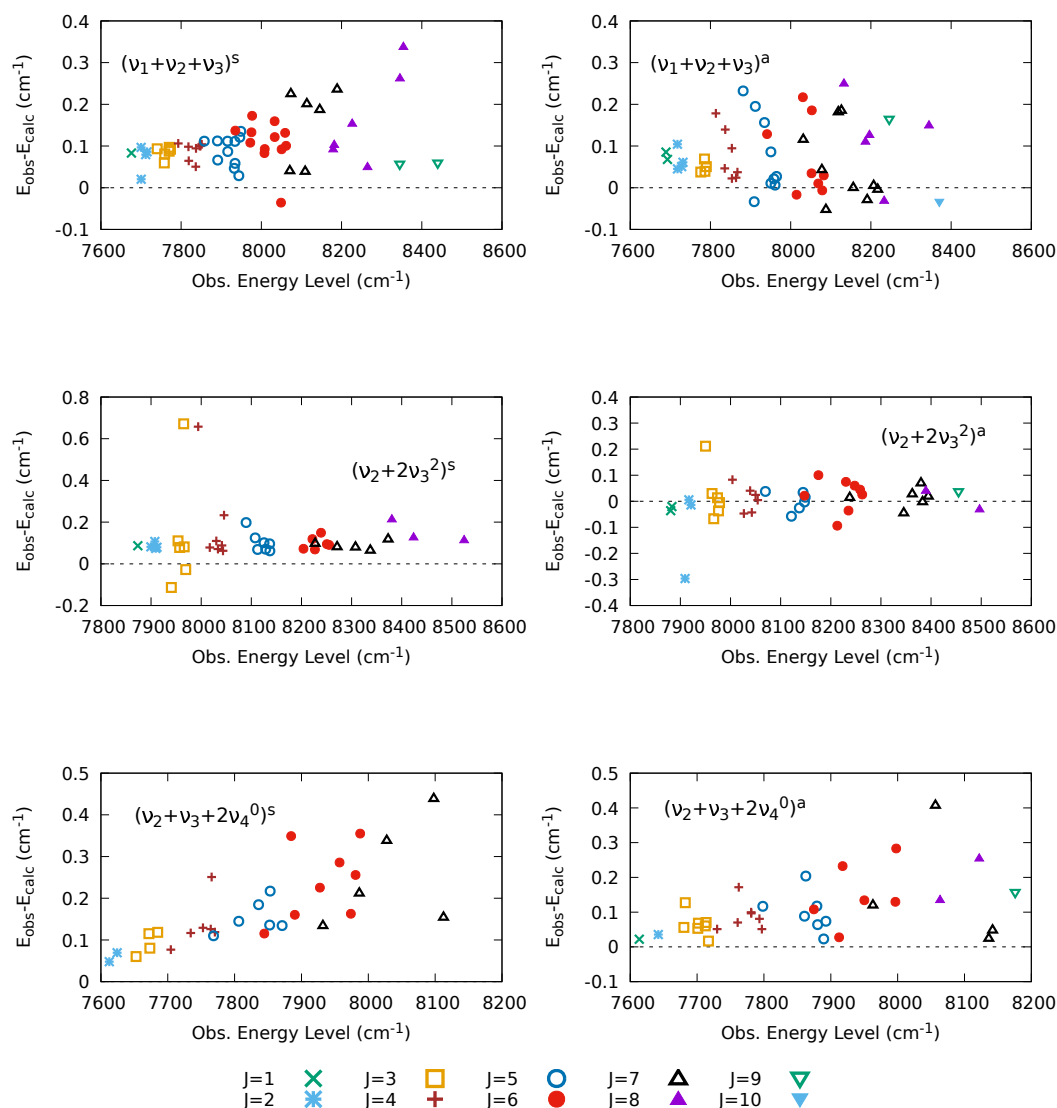 (ν₁+ν₂+ν₃)ˢ
E_obs-E_calc (cm⁻¹)
0.4
0.3
0.2
0.1
0
-0.1
7600 7800 8000 8200 8400 8600
Obs. Energy Level (cm⁻¹)
(ν₁+ν₂+ν₃)ᵃ
E_obs-E_calc (cm⁻¹)
0.4
0.3
0.2
0.1
0
-0.1
7600 7800 8000 8200 8400 8600
Obs. Energy Level (cm⁻¹)
(ν₂+2ν₃²)ˢ
E_obs-E_calc (cm⁻¹)
0.8
0.6
0.4
0.2
0
-0.2
7800 7900 8000 8100 8200 8300 8400 8500 8600
Obs. Energy Level (cm⁻¹)
(ν₂+2ν₃²)ᵃ
E_obs-E_calc (cm⁻¹)
0.4
0.3
0.2
0.1
0
-0.1
-0.2
-0.3
-0.4
7800 7900 8000 8100 8200 8300 8400 8500 8600
Obs. Energy Level (cm⁻¹)
(ν₂+ν₃+2ν₄⁰)ˢ
E_obs-E_calc (cm⁻¹)
0.5
0.4
0.3
0.2
0.1
0
7600 7700 7800 7900 8000 8100 8200
Obs. Energy Level (cm⁻¹)
(ν₂+ν₃+2ν₄⁰)ᵃ
E_obs-E_calc (cm⁻¹)
0.5
0.4
0.3
0.2
0.1
0
-0.1
7600 7700 7800 7900 8000 8100 8200
Obs. Energy Level (cm⁻¹)
J=1 J=3 J=5 J=7 J=9
J=2 J=4 J=6 J=8 J=10